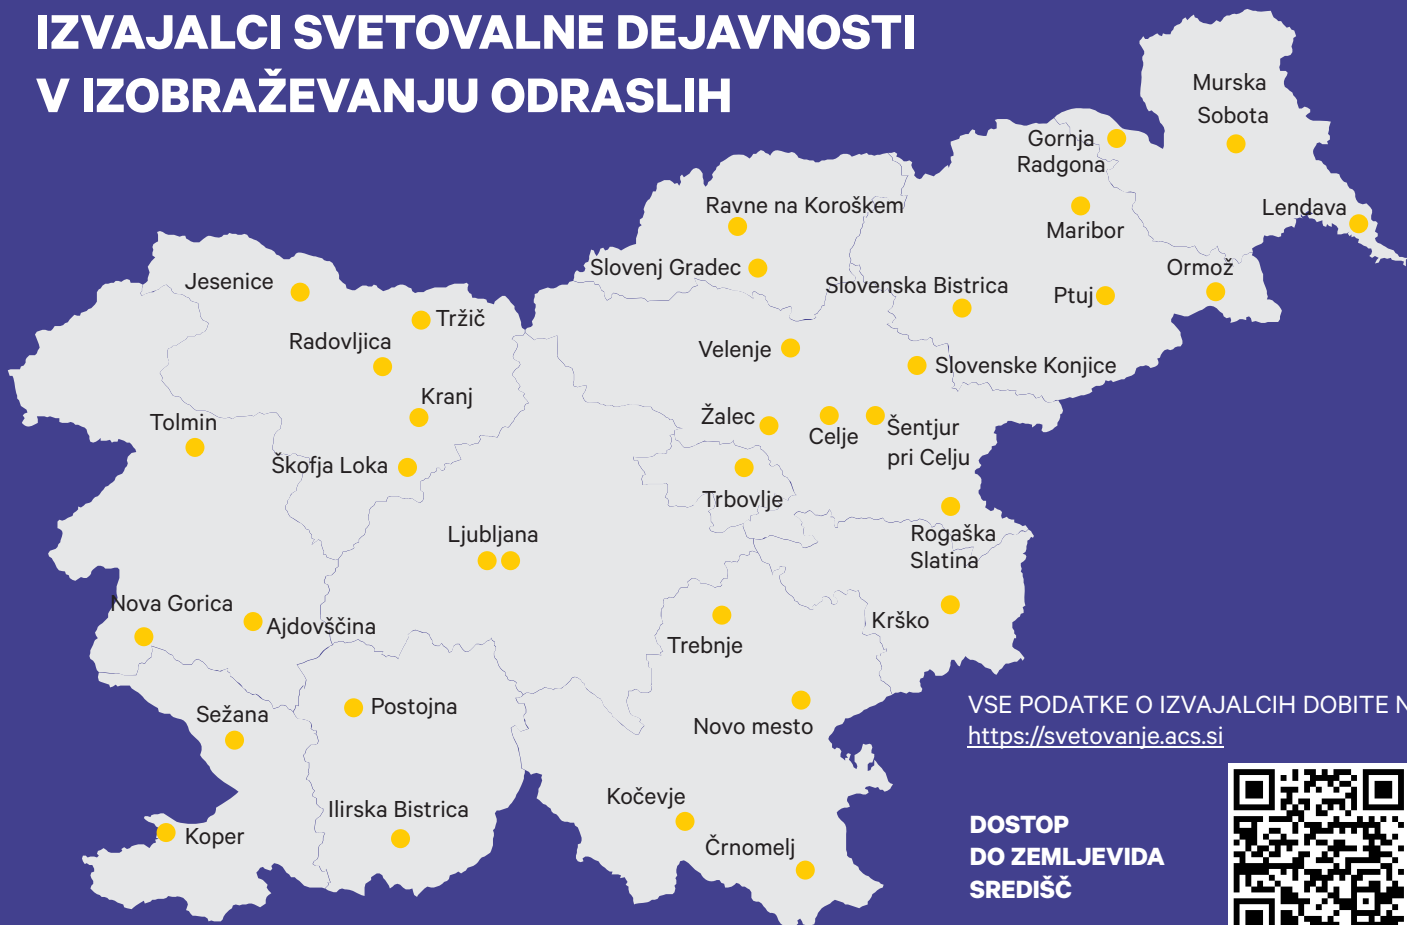 IZVAJALCI SVETOVALNE DEJAVNOSTI
V IZOBRAŽEVANJU ODRASLIH
Murska
Sobota
Gornja
Radgona
Lendava
Maribor
Ravne na Koroškem
Slovenj Gradec
Ormož
Jesenice
Slovenska Bistrica
Ptuj
Tržič
Radovljica
Velenje
Slovenske Konjice
Kranj
Tolmin
Žalec
Celje
Šentjur
pri Celju
Škofja Loka
Trbovlje
Ljubljana
Rogaška
Slatina
Nova Gorica
Ajdovščina
Krško
Trebnje
Postojna
Sežana
Novo mesto
VSE PODATKE O IZVAJALCIH DOBITE N
https://svetovanje.acs.si
Kočevje
Ilirska Bistrica
Koper
Črnomelj
DOSTOP
DO ZEMLJEVIDA
SREDIŠČ